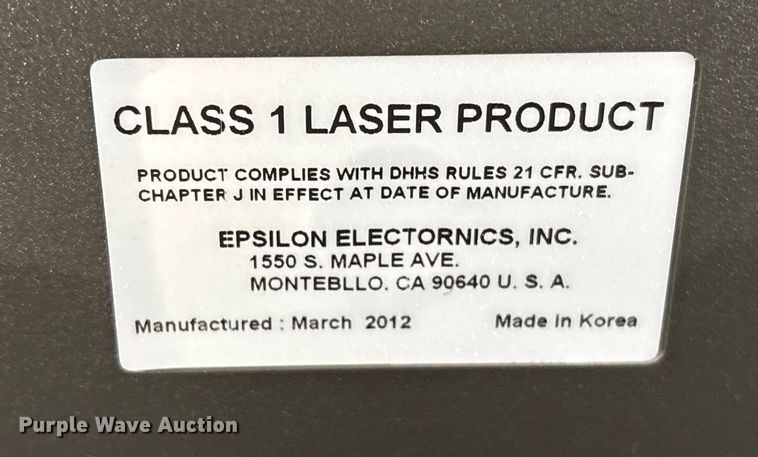 CLASS 1 LASER PRODUCT
PRODUCT COMPLIES WITH DHHS RULES 21 CFR. SUB-
CHAPTER J IN EFFECT AT DATE OF MANUFACTURE.
EPSILON ELECTORNICS, INC.
1550 S. MAPLE AVE.
MONTEBLLO. CA 90640 U. S. A.
Manufactured : March 2012 Made In Korea
Purple Wave Auction